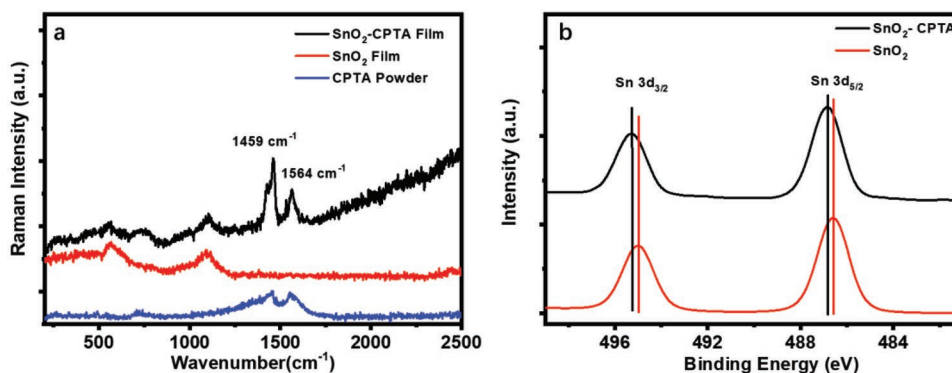 a
SnO₂-CPTA Film
SnO₂ Film
CPTA Powder
1459 cm⁻¹
1564 cm⁻¹
Raman Intensity (a.u.)
500 1000 1500 2000 2500
Wavenumber(cm⁻¹)
b
SnO₂- CPTA
SnO₂
Sn 3d₃/₂
Sn 3d₅/₂
Intensity (a.u.)
496 492 488 484
Binding Energy (eV)